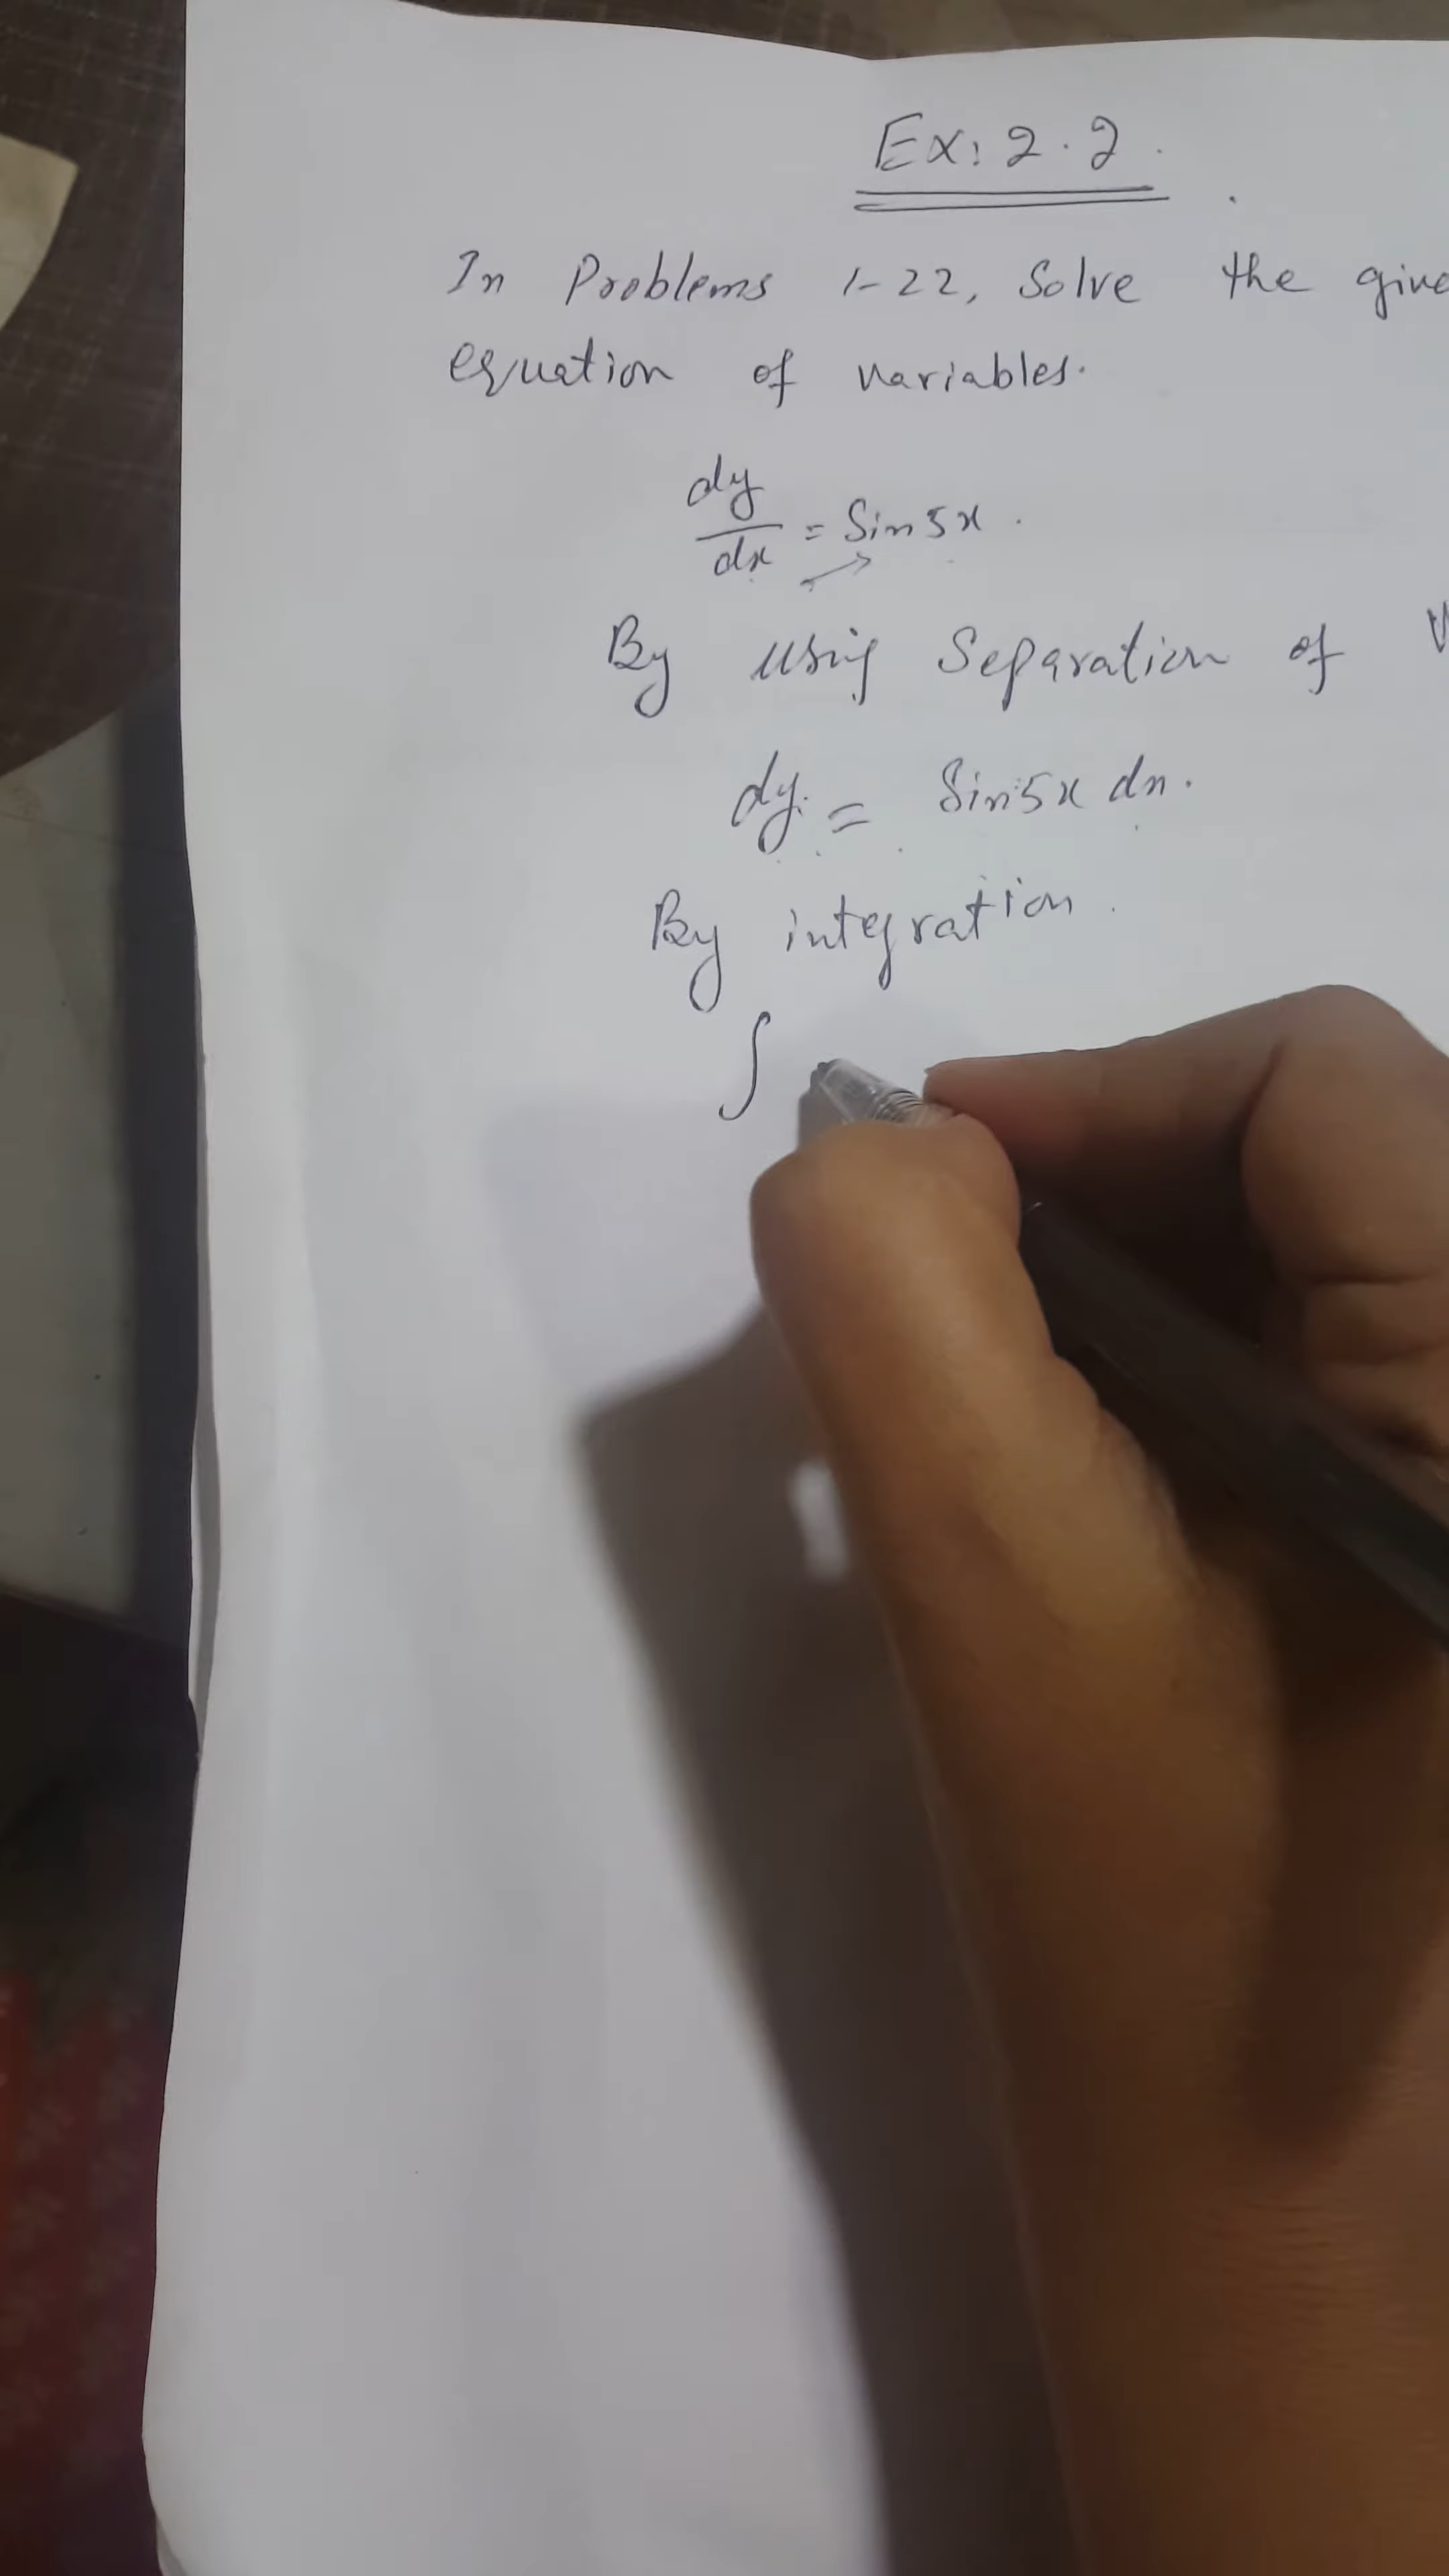 Ex: 2.2.
In Problems 1-22, Solve the
equation of variables.
dy/dx = Sin5x.
By using Separation of
dy = Sin5x dx.
By integration.
∫